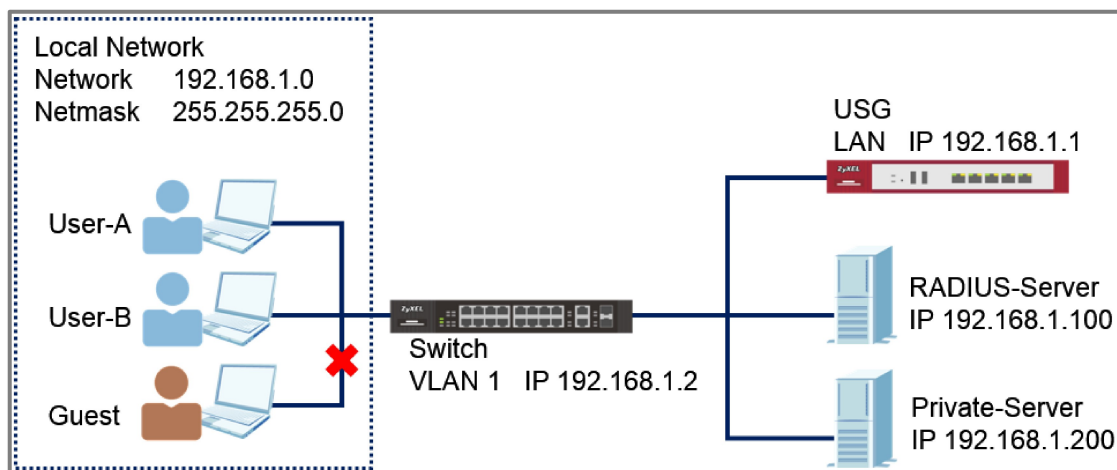 Local Network
Network 192.168.1.0
Netmask 255.255.255.0
User-A
User-B
Guest
ZyXEL
Switch
VLAN 1 IP 192.168.1.2
USG
LAN IP 192.168.1.1
ZyXEL
RADIUS-Server
IP 192.168.1.100
Private-Server
IP 192.168.1.200